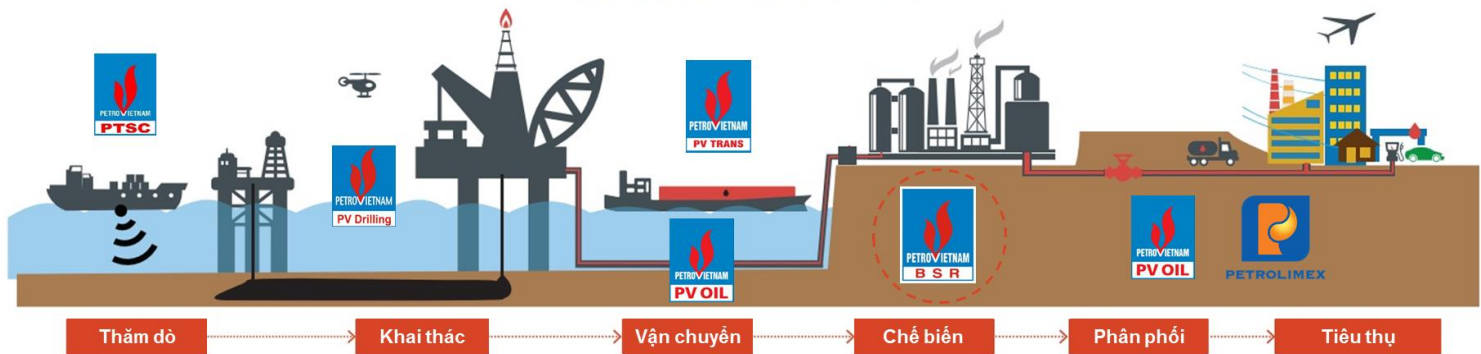 PETROVIETNAM
PTSC
PETROVIETNAM
PV Drilling
PETROVIETNAM
PV TRANS
PETROVIETNAM
PV OIL
PETROVIETNAM
BSR
PETROVIETNAM
PV OIL
PETROLIMEX
Thăm dò
Khai thác
Vận chuyển
Chế biến
Phân phối
Tiêu thụ